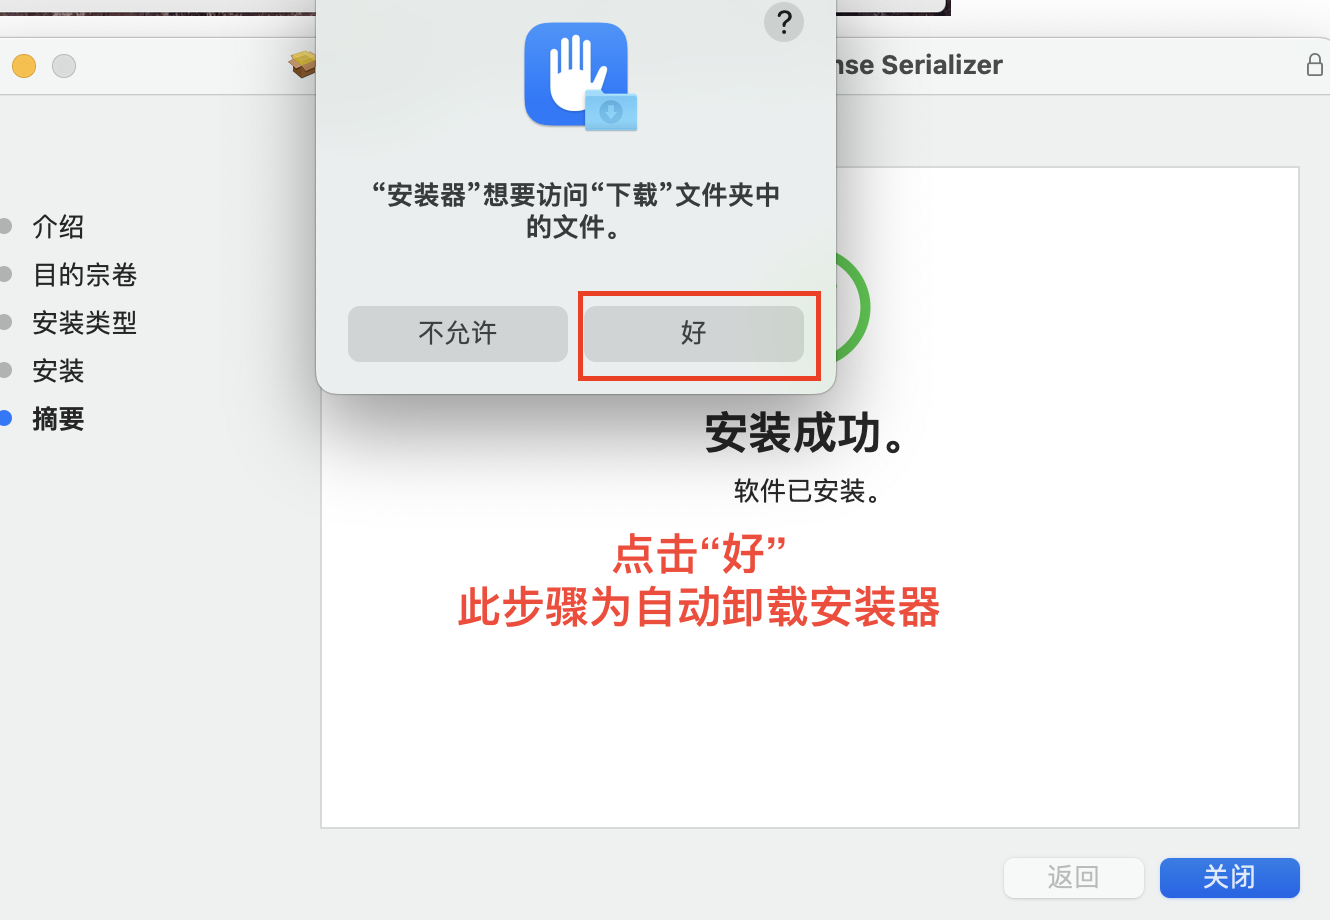 ?
nse Serializer
“安装器”想要访问“下载”文件夹中
的文件。
不允许
好
介绍
目的宗卷
安装类型
安装
摘要
安装成功。
软件已安装。
点击“好”
此步骤为自动卸载安装器
返回
关闭